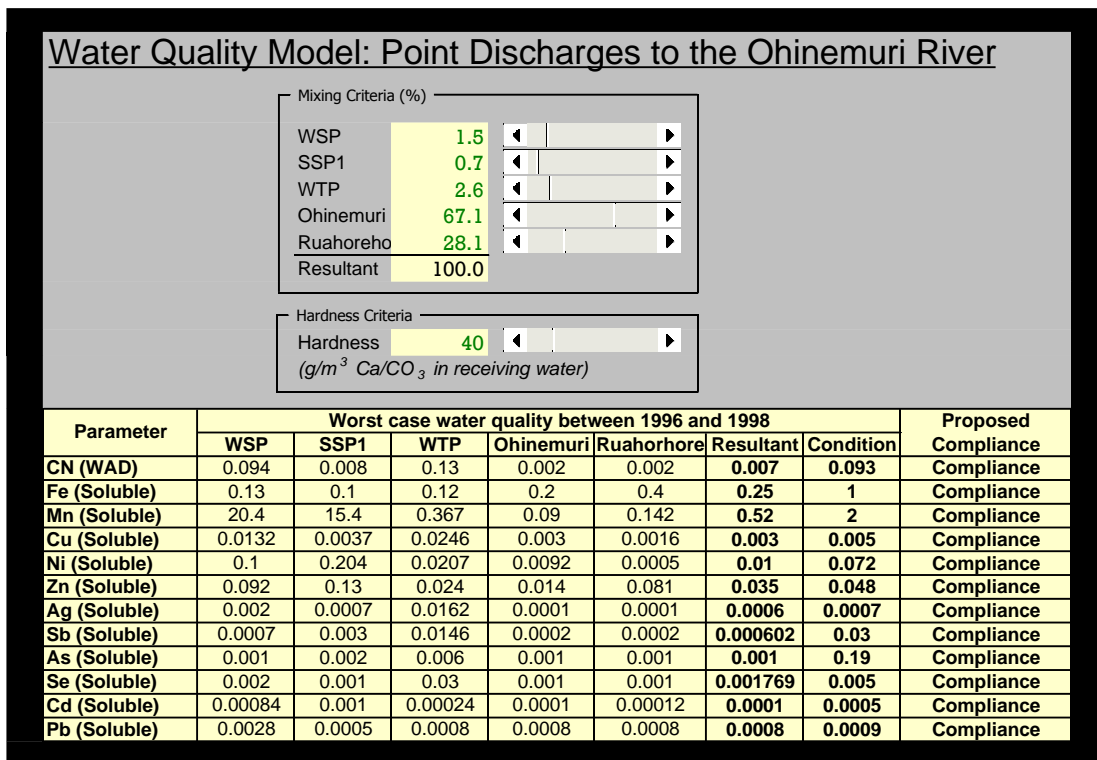 Water Quality Model: Point Discharges to the Ohinemuri River
Mixing Criteria (%)
WSP 1.5
SSP1 0.7
WTP 2.6
Ohinemuri 67.1
Ruahoreho 28.1
Resultant 100.0
Hardness Criteria
Hardness 40
(g/m³ Ca/CO₃ in receiving water)
Parameter Worst case water quality between 1996 and 1998 Proposed
WSP SSP1 WTP Ohinemuri Ruahorhore Resultant Condition Compliance
CN (WAD) 0.094 0.008 0.13 0.002 0.002 0.007 0.093 Compliance
Fe (Soluble) 0.13 0.1 0.12 0.2 0.4 0.25 1 Compliance
Mn (Soluble) 20.4 15.4 0.367 0.09 0.142 0.52 2 Compliance
Cu (Soluble) 0.0132 0.0037 0.0246 0.003 0.0016 0.003 0.005 Compliance
Ni (Soluble) 0.1 0.204 0.0207 0.0092 0.0005 0.01 0.072 Compliance
Zn (Soluble) 0.092 0.13 0.024 0.014 0.081 0.035 0.048 Compliance
Ag (Soluble) 0.002 0.0007 0.0162 0.0001 0.0001 0.0006 0.0007 Compliance
Sb (Soluble) 0.0007 0.003 0.0146 0.0002 0.0002 0.000602 0.03 Compliance
As (Soluble) 0.001 0.002 0.006 0.001 0.001 0.001 0.19 Compliance
Se (Soluble) 0.002 0.001 0.03 0.001 0.001 0.001769 0.005 Compliance
Cd (Soluble) 0.00084 0.001 0.00024 0.0001 0.00012 0.0001 0.0005 Compliance
Pb (Soluble) 0.0028 0.0005 0.0008 0.0008 0.0008 0.0008 0.0009 Compliance